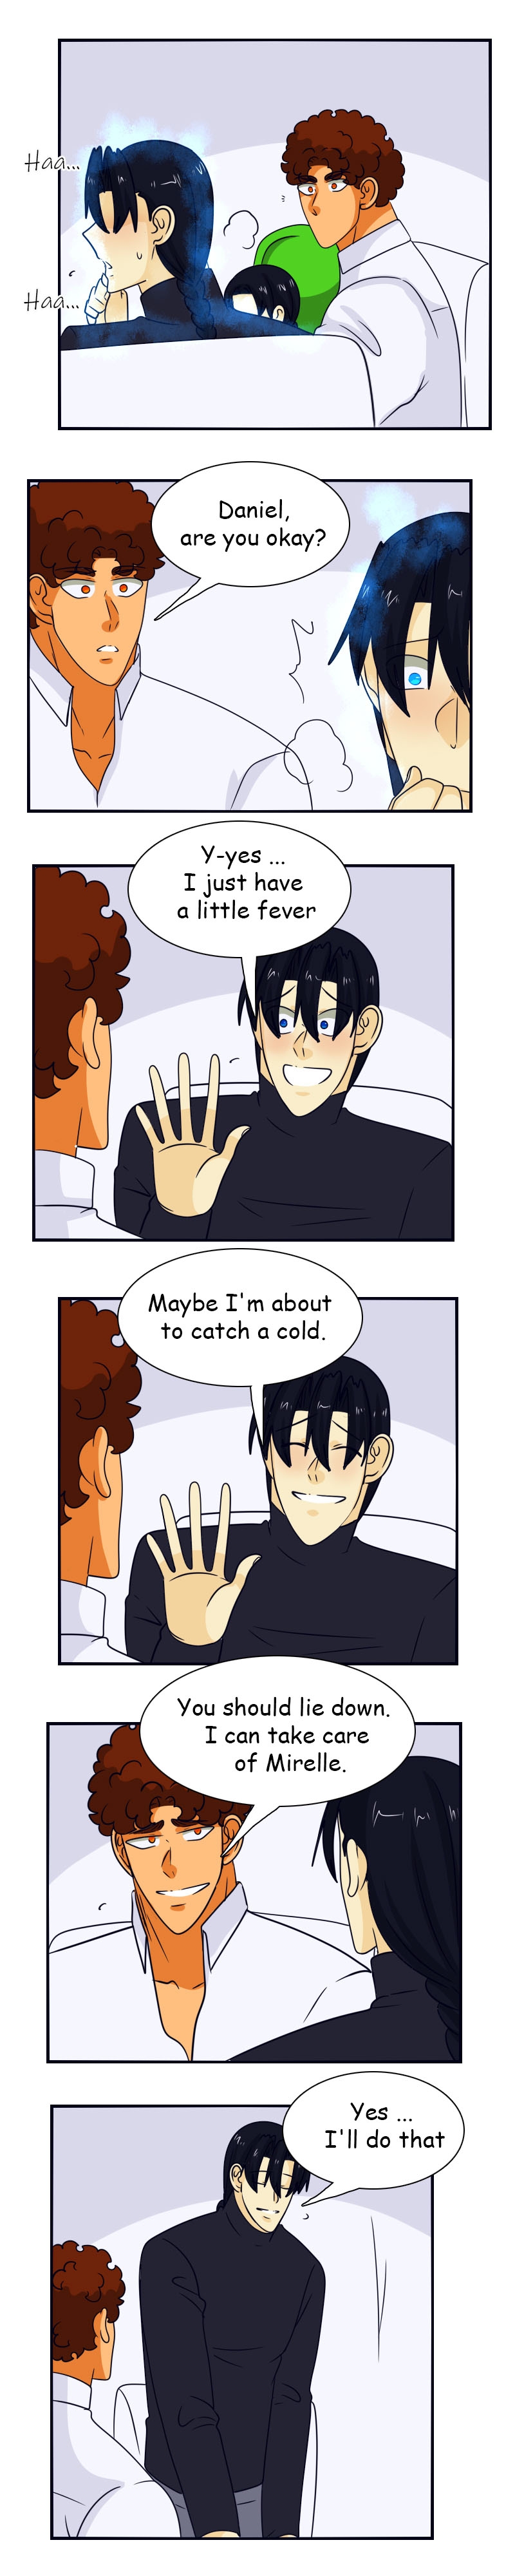 Haa...
Haa...
Daniel,
are you okay?
Y-yes ...
I just have
a little fever
Maybe I'm about
to catch a cold.
You should lie down.
I can take care
of Mirelle.
Yes ...
I'll do that